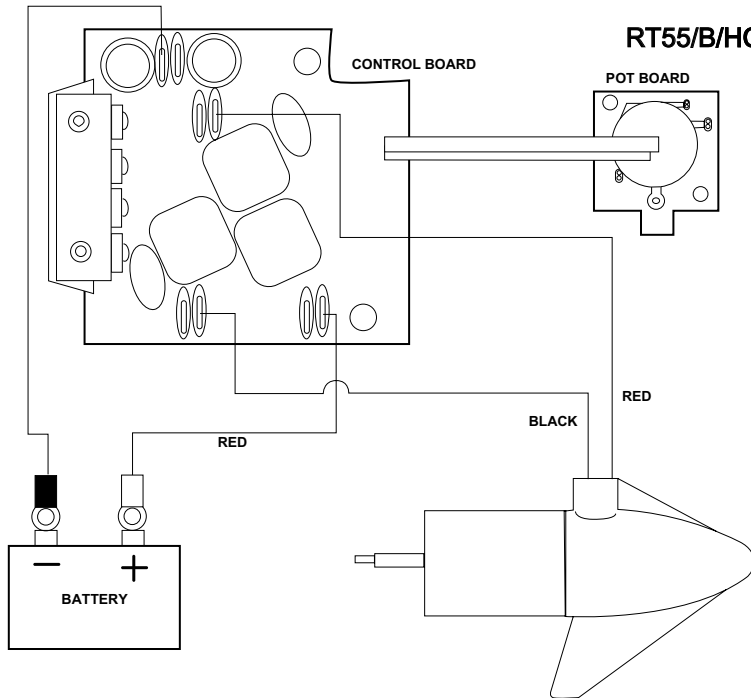 RT55/B/HC
CONTROL BOARD
POT BOARD
BLACK
RED
RED
BATTERY